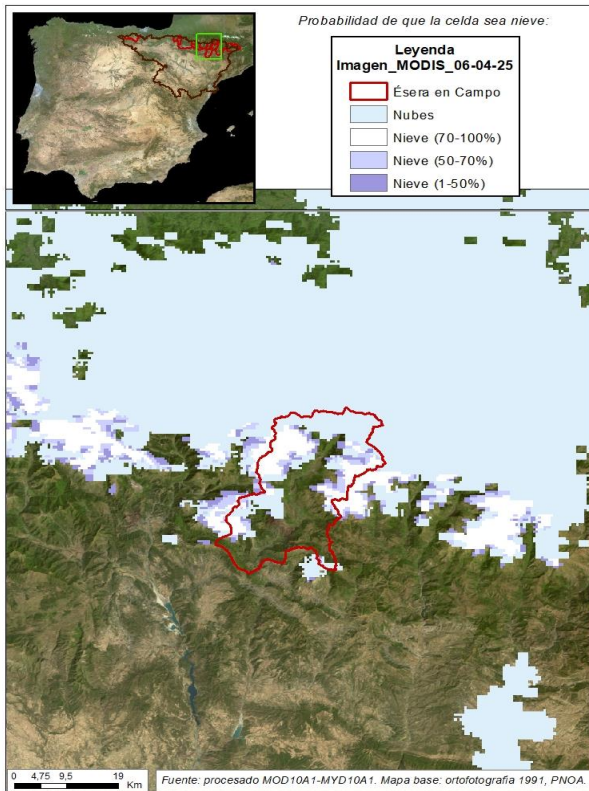 Probabilidad de que la celda sea nieve:
Leyenda
Imagen_MODIS_06-04-25
Ésera en Campo
Nubes
Nieve (70-100%)
Nieve (50-70%)
Nieve (1-50%)
0 4,75 9,5 19
Km
Fuente: procesado MOD10A1-MYD10A1. Mapa base: ortofotografia 1991, PNOA.